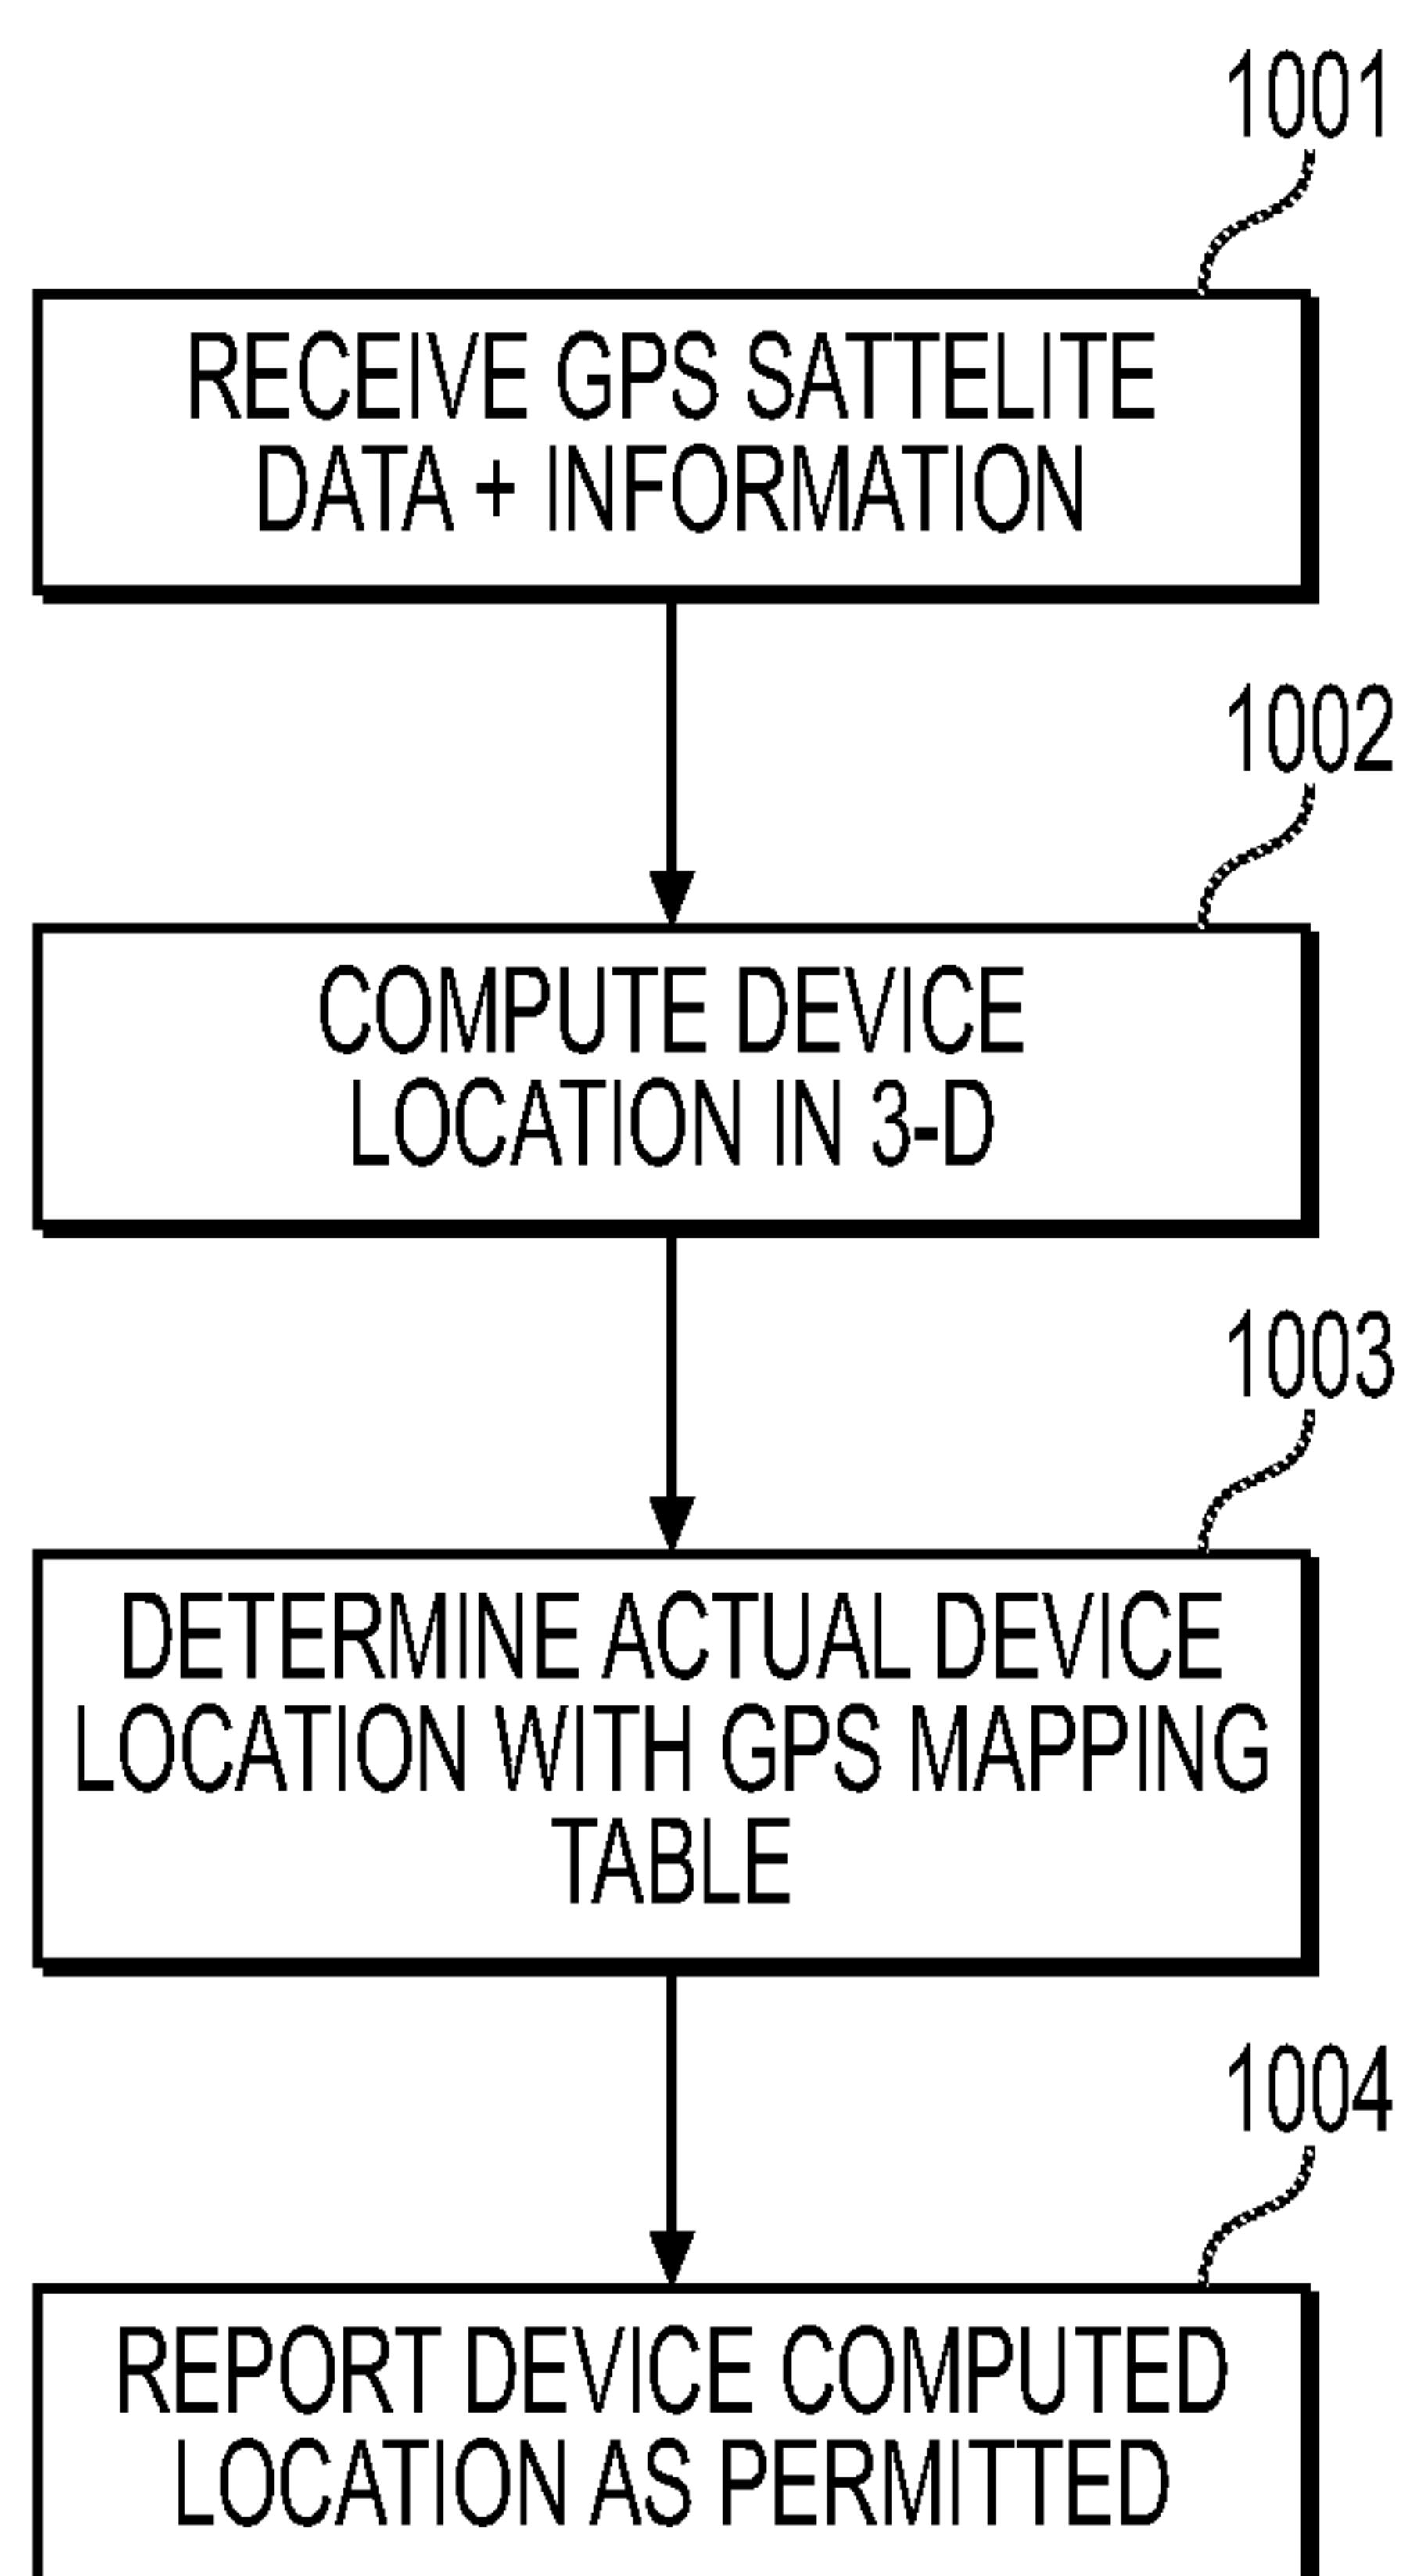 1001
RECEIVE GPS SATTELITE
DATA + INFORMATION
1002
COMPUTE DEVICE
LOCATION IN 3-D
1003
DETERMINE ACTUAL DEVICE
LOCATION WITH GPS MAPPING
TABLE
1004
REPORT DEVICE COMPUTED
LOCATION AS PERMITTED